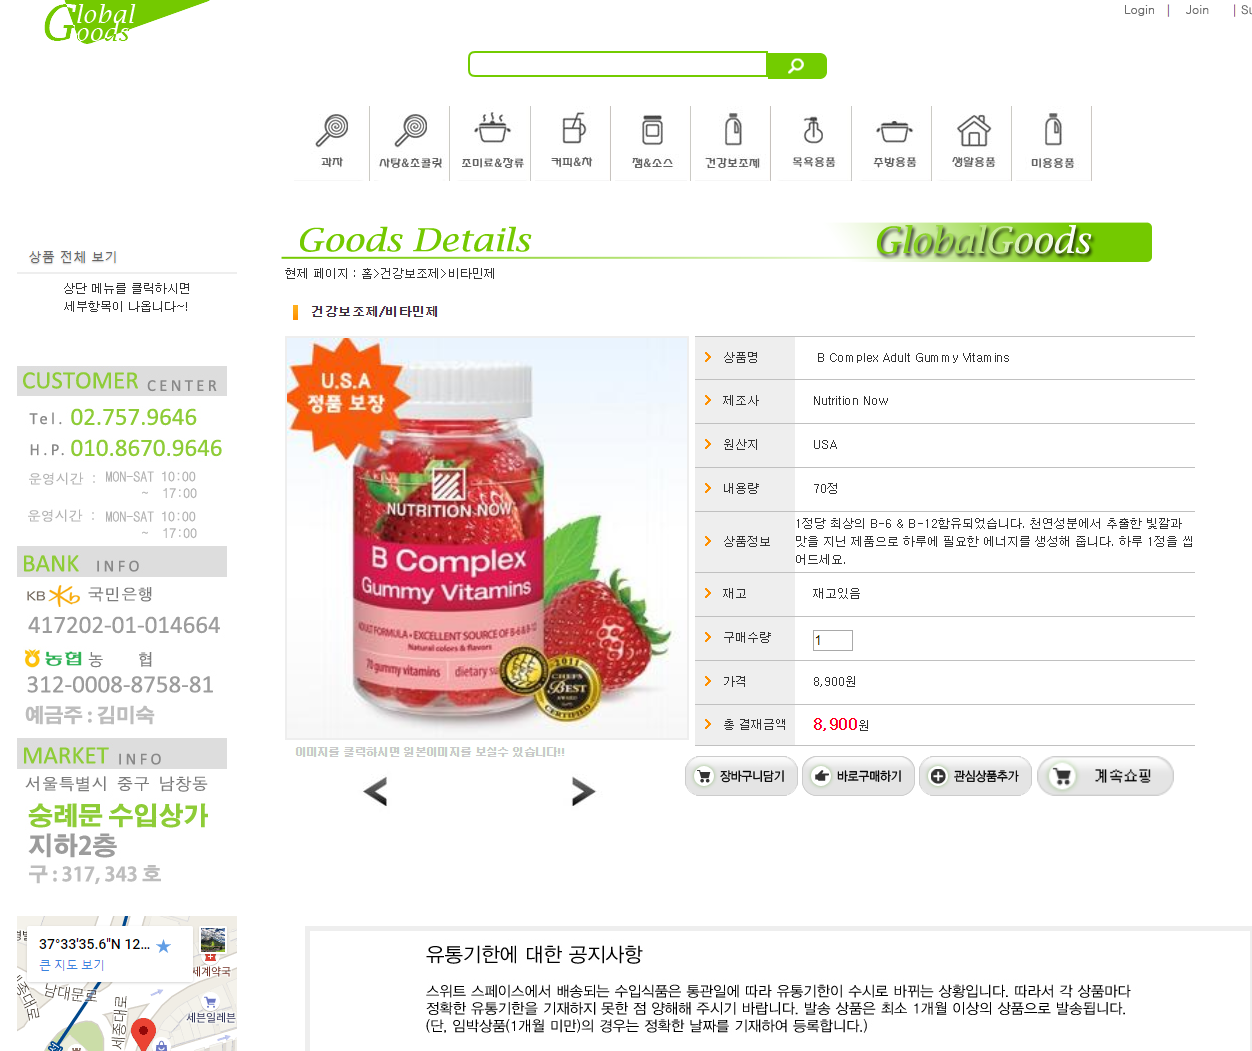 Global
Goods
Login | Join | Su
과자
사탕&초콜릿
조미료&장류
커피&차
잼&소스
건강보조제
목욕용품
주방용품
생활용품
미용용품
Goods Details
GlobalGoods
현제 페이지 : 홈>건강보조제>비타민제
상품 전체 보기
상단 메뉴를 클럭하시면
세부항목이 나옵니다~!
건강보조제/비타민제
CUSTOMER CENTER
Tel. 02.757.9646
H.P. 010.8670.9646
운영시간 : MON-SAT 10:00
~ 17:00
운영시간 : MON-SAT 10:00
~ 17:00
BANK INFO
KB 국민은행
417202-01-014664
농협 농 협
312-0008-8758-81
예금주 : 김미숙
MARKET INFO
서울특별시 중구 남창동
숭례문 수입상가
지하2층
구 : 317, 343 호
37°33'35.6"N 12...
큰 지도 보기
세계약국
남대문로
세종대로
세종대로
세븐일레븐
U.S.A
정품 보장
NUTRITION NOW
B Complex
Gummy Vitamins
ADULT FORMULA • EXCELLENT SOURCE OF B-6 & B-12
Natural colors & flavors
70 gummy vitamins
dietary su
2011
CHEFS
BEST
AWARD
CERTIFIED
이미지를 클릭하시면 원본이미지를 보실수 있습니다!!
상품명 B Complex Adult Gummy Vitamins
제조사 Nutrition Now
원산지 USA
내용량 70정
상품정보
1정당 최상의 B-6 & B-12함유되었습니다. 천연성분에서 추출한 빛깔과
맛을 지닌 제품으로 하루에 필요한 에너지를 생성해 줍니다. 하루 1정을 씹
어드세요.
재고 재고있음
구매수량 1
가격 8,900원
총 결재금액 8,900원
장바구니담기
바로구매하기
관심상품추가
계속쇼핑
유통기한에 대한 공지사항
스위트 스페이스에서 배송되는 수입식품은 통관일에 따라 유통기한이 수시로 바뀌는 상황입니다. 따라서 각 상품마다
정확한 유통기한을 기재하지 못한 점 양해해 주시기 바랍니다. 발송 상품은 최소 1개월 이상의 상품으로 발송됩니다.
(단, 임박상품(1개월 미만)의 경우는 정확한 날짜를 기재하여 등록합니다.)